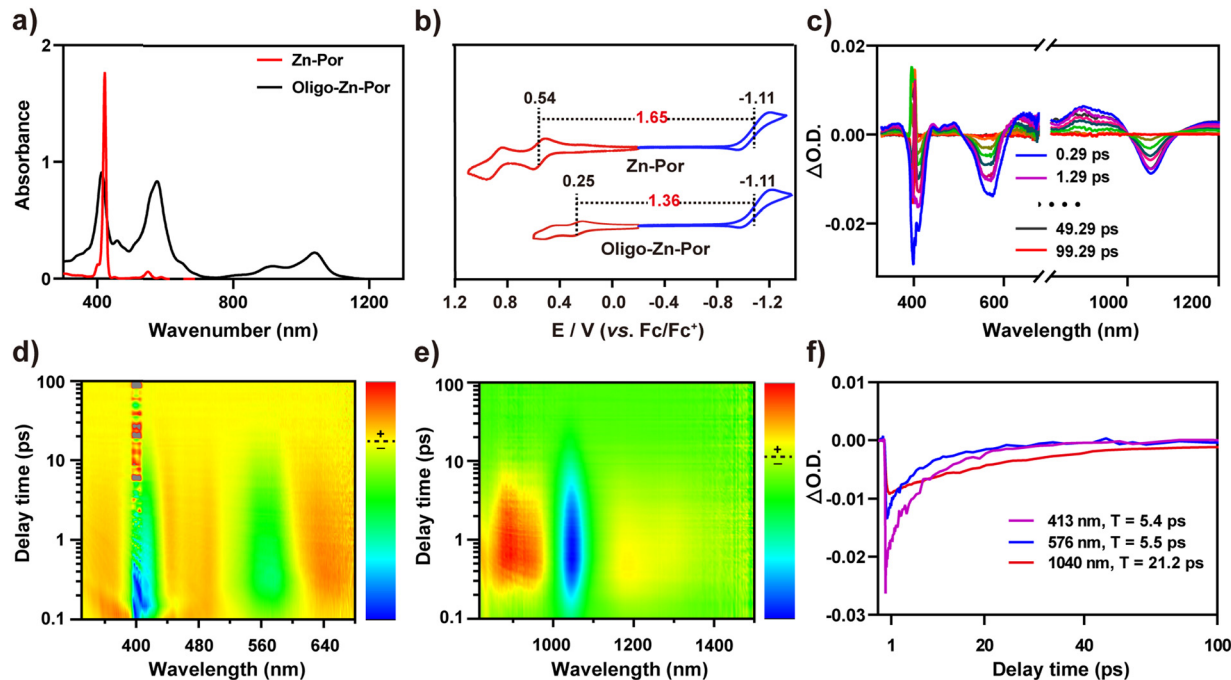 a)
2
1
0
Absorbance
Zn-Por
Oligo-Zn-Por
400
800
1200
Wavenumber (nm)
b)
0.54
-1.11
1.65
Zn-Por
0.25
-1.11
1.36
Oligo-Zn-Por
1.2 0.8 0.4 0.0 -0.4 -0.8 -1.2
E / V (vs. Fc/Fc⁺)
c)
0.02
0.00
-0.02
ΔO.D.
0.29 ps
1.29 ps
• • • •
49.29 ps
99.29 ps
400 600 1000 1200
Wavelength (nm)
d)
100
10
1
0.1
Delay time (ps)
+
−
400 480 560 640
Wavelength (nm)
e)
100
10
1
0.1
Delay time (ps)
+
−
1000 1200 1400
Wavelength (nm)
f)
0.01
0.00
-0.01
-0.03
ΔO.D.
413 nm, T = 5.4 ps
576 nm, T = 5.5 ps
1040 nm, T = 21.2 ps
1 20 100
Delay time (ps)